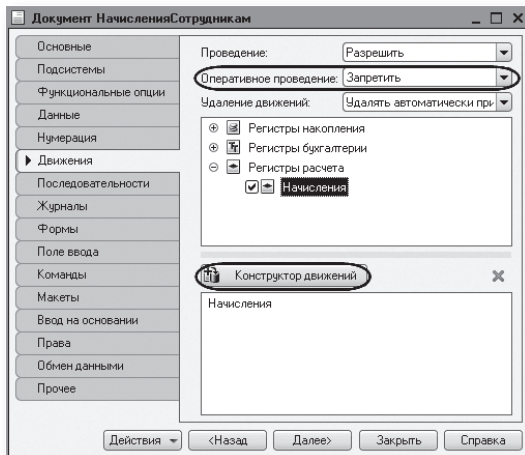 Документ НачисленияСотрудникам
Основные
Подсистемы
Функциональные опции
Данные
Нумерация
Движения
Последовательности
Журналы
Формы
Поле ввода
Команды
Макеты
Ввод на основании
Права
Обмен данными
Прочее
Проведение: Разрешить
Оперативное проведение: Запретить
Удаление движений: Удалять автоматически при
Регистры накопления
Регистры бухгалтерии
Регистры расчета
Начисления
Конструктор движений
Начисления
Действия <Назад Далее> Закрыть Справка